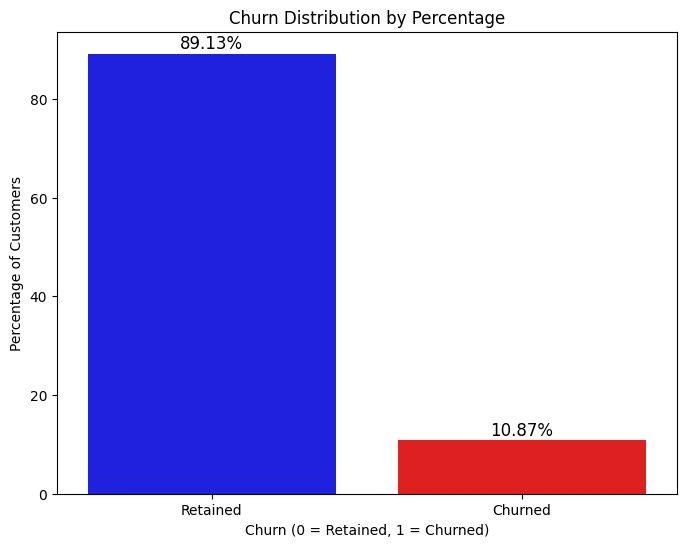 Churn Distribution by Percentage
89.13%
10.87%
Percentage of Customers
80
60
40
20
0
Retained
Churned
Churn (0 = Retained, 1 = Churned)